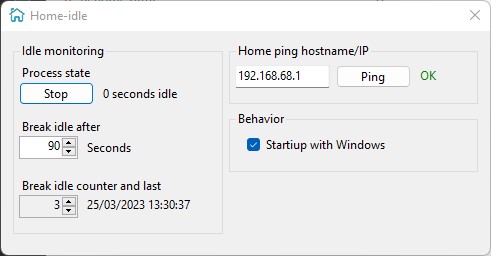 Home-idle
Idle monitoring
Process state
Stop 0 seconds idle
Break idle after
90 Seconds
Break idle counter and last
3 25/03/2023 13:30:37
Home ping hostname/IP
192.168.68.1 Ping OK
Behavior
Startiup with Windows